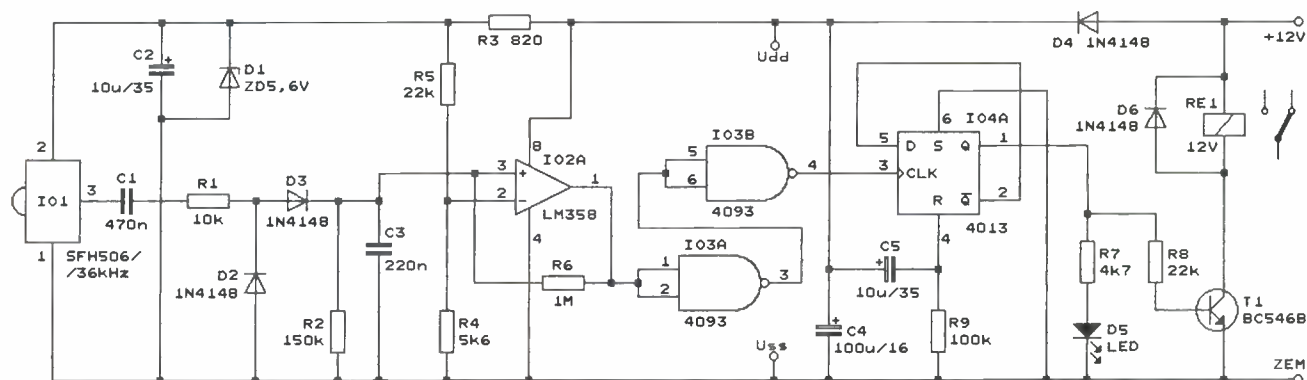 C2
10u/35
D1
ZD5,6V
R3 820
R5
22k
Udd
D4 1N4148
+12V
D6
1N4148
RE1
12V
2
IO1
3
1
SFH506/
/36kHz
C1
470n
R1
10k
D3
1N4148
D2
1N4148
R2
150k
C3
220n
R4
5k6
3
2
+
-
8
IO2A
1
LM358
4
R6
1M
IO3B
5
6
4
4093
IO3A
1
2
3
4093
IO4A
6
5
D
S
Q
1
3
CLK
R
Q
2
4
4013
C5
+
10u/35
C4
100u/16
R9
100k
R7
4k7
R8
22k
D5
LED
T1
BC546B
Uss
ZEM